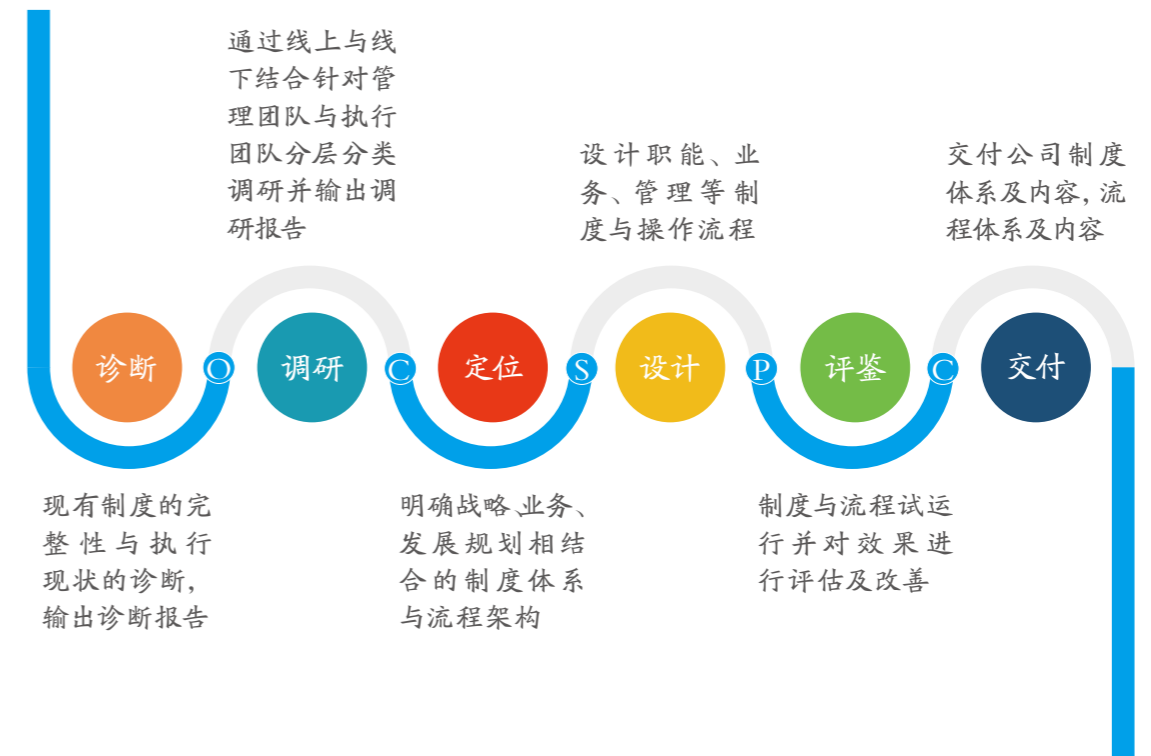 通过线上与线
下结合针对管
理团队与执行
团队分层分类
调研并输出调
研报告
设计职能、业
务、管理等制
度与操作流程
交付公司制度
体系及内容,流
程体系及内容
诊断
O
调研
C
定位
S
设计
P
评鉴
C
交付
现有制度的完
整性与执行
现状的诊断,
输出诊断报告
明确战略、业务、
发展规划相结
合的制度体系
与流程架构
制度与流程试运
行并对效果进
行评估及改善